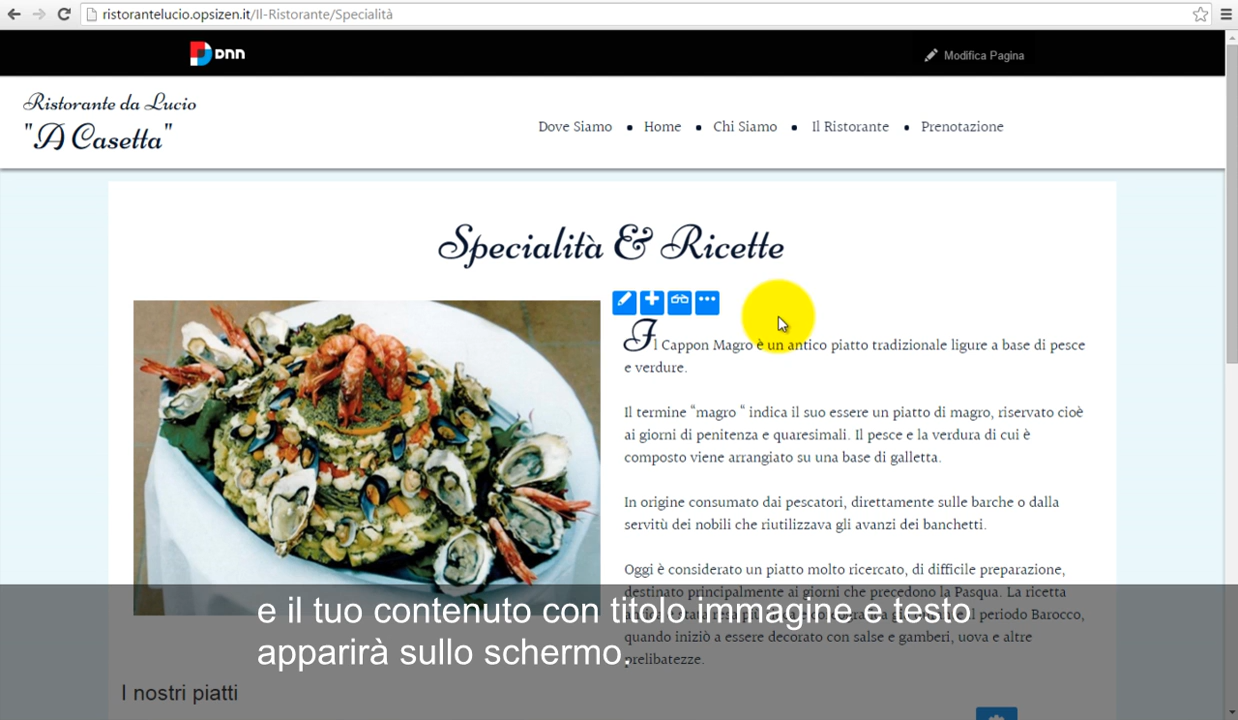 ristorantelucio.opsizen.it/Il-Ristorante/Specialità
DNN
Modifica Pagina
Ristorante da Lucio
"A Casetta"
Dove Siamo • Home • Chi Siamo • Il Ristorante • Prenotazione
Specialità & Ricette
Il Cappon Magro è un antico piatto tradizionale ligure a base di pesce
e verdure.
Il termine “magro “ indica il suo essere un piatto di magro, riservato cioè
ai giorni di penitenza e quaresimali. Il pesce e la verdura di cui è
composto viene arrangiato su una base di galletta.
In origine consumato dai pescatori, direttamente sulle barche o dalla
servitù dei nobili che riutilizzava gli avanzi dei banchetti.
Oggi è considerato un piatto molto ricercato, di difficile preparazione,
destinato principalmente ai giorni che precedono la Pasqua. La ricetta
il periodo Barocco,
quando iniziò a essere decorato con salse e gamberi, uova e altre
prelibatezze.
e il tuo contenuto con titolo immagine e testo
apparirà sullo schermo.
I nostri piatti